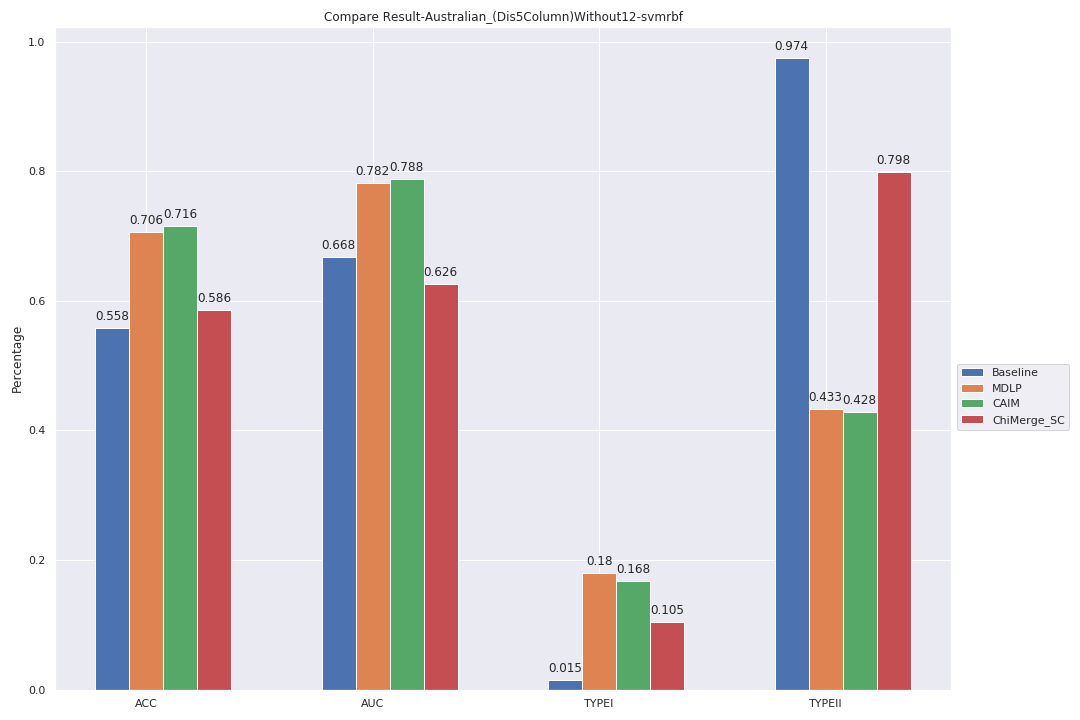 Compare Result-Australian_(Dis5Column)Without12-svmrbf
Percentage
1.0
0.8
0.6
0.4
0.2
0.0
0.558
0.706
0.716
0.586
0.668
0.782
0.788
0.626
0.015
0.18
0.168
0.105
0.974
0.433
0.428
0.798
ACC
AUC
TYPEI
TYPEII
Baseline
MDLP
CAIM
ChiMerge_SC